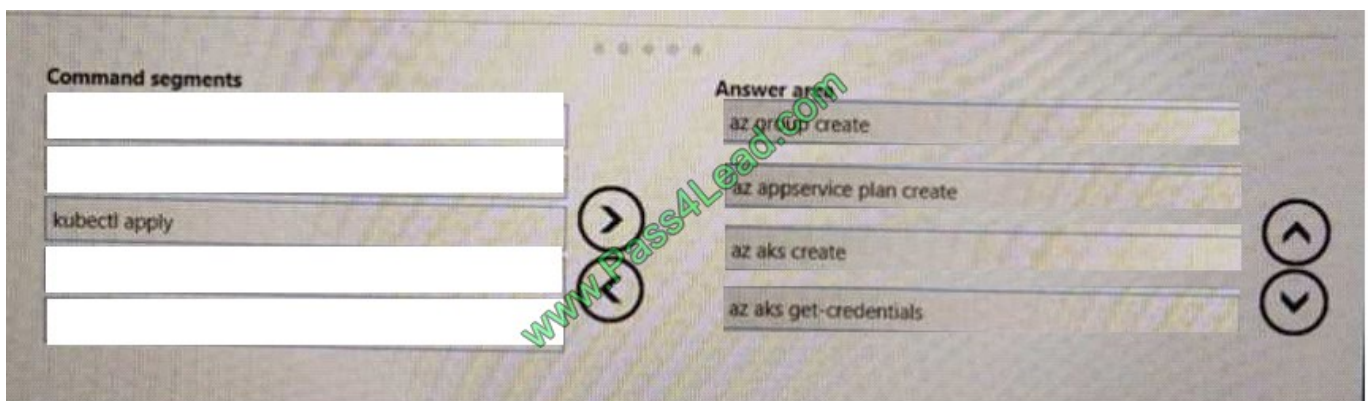 Command segments
kubectl apply
Answer area
az group create
az appservice plan create
az aks create
az aks get-credentials
www.Pass4Lead.com